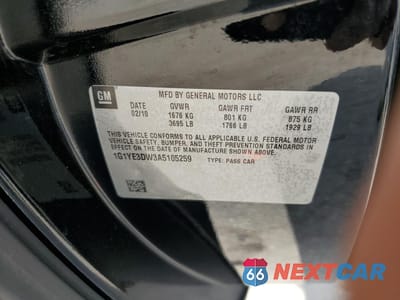 GM
MFD BY GENERAL MOTORS LLC
DATE GVWR GAWR FRT GAWR RR
02/10 1676 KG 801 KG 875 KG
3695 LB 1766 LB 1929 LB
THIS VEHICLE CONFORMS TO ALL APPLICABLE U.S. FEDERAL MOTOR
VEHICLE SAFETY, BUMPER, AND THEFT PREVENTION STANDARDS IN
EFFECT ON THE DATE OF MANUFACTURE SHOWN ABOVE.
1G1YE3DW3A5105259 TYPE: PASS CAR
66 NEXTCAR